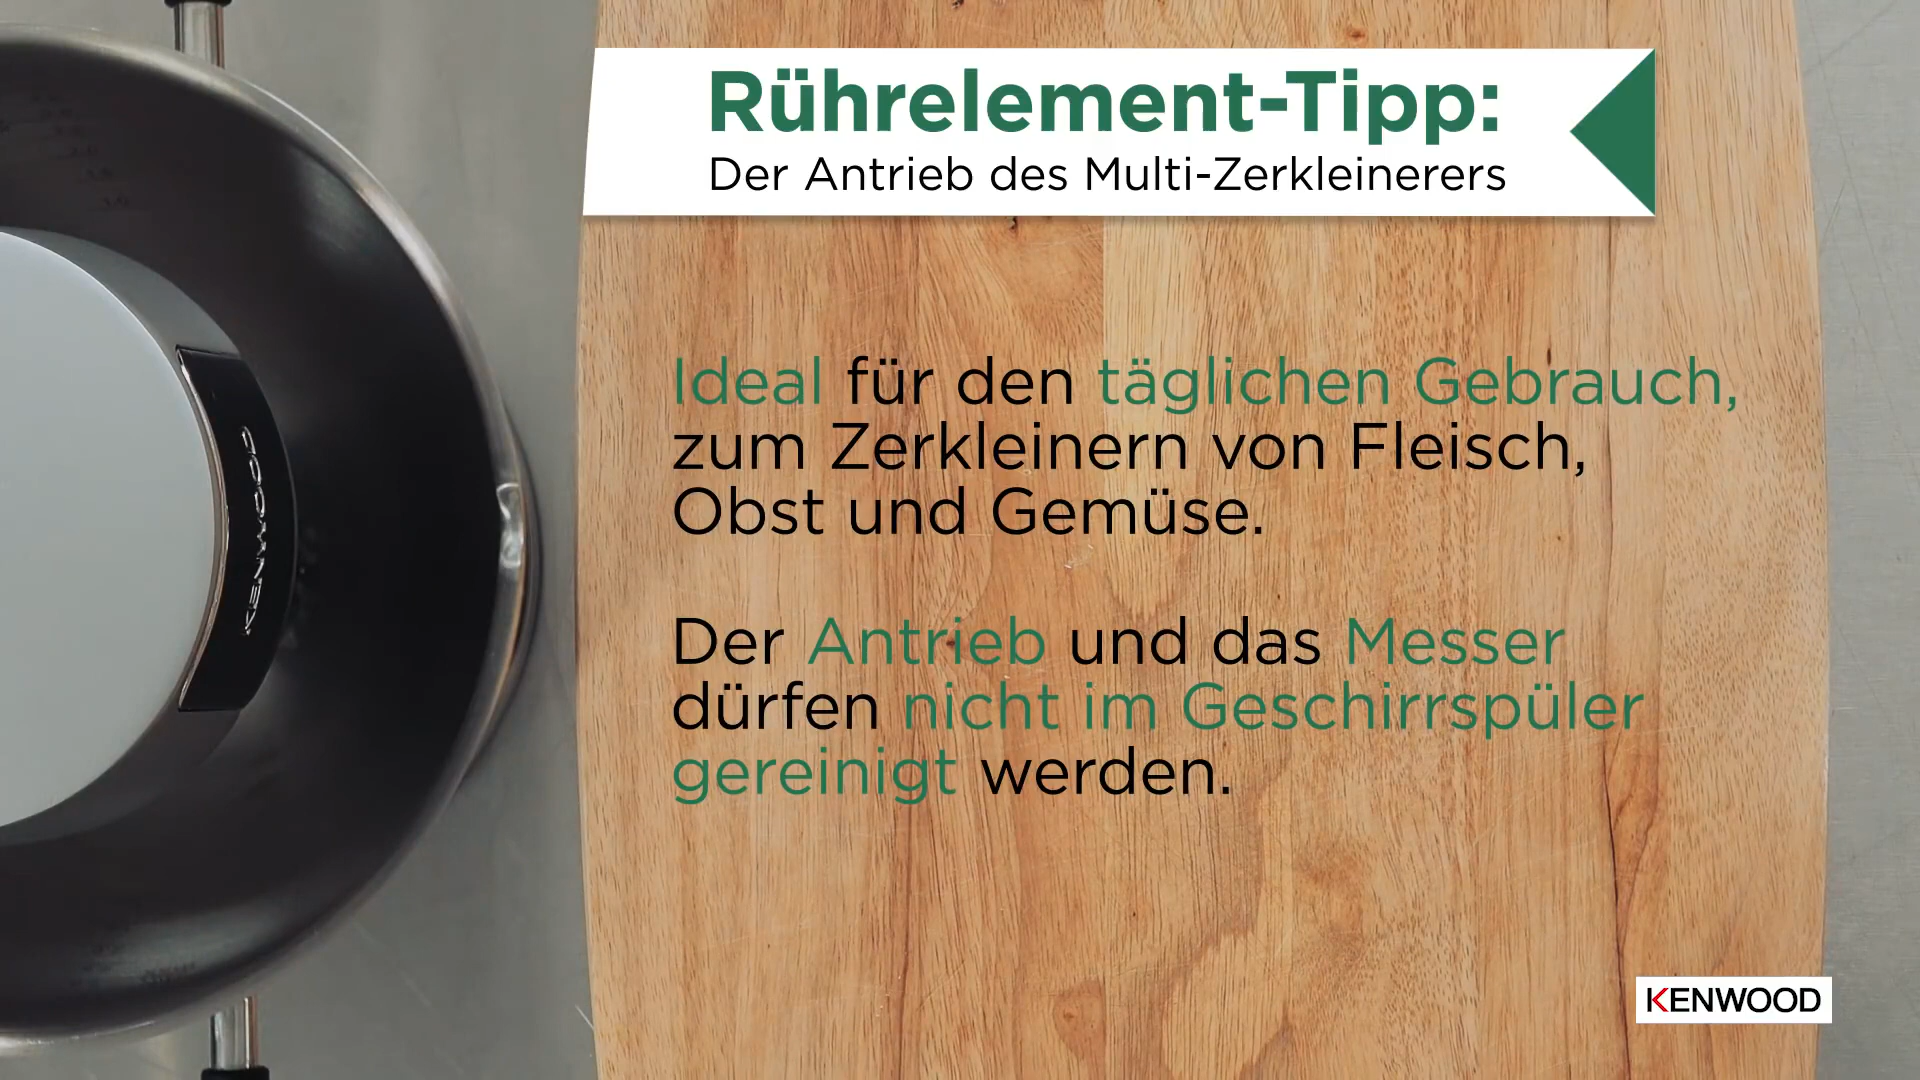 Rührelement-Tipp:
Der Antrieb des Multi-Zerkleinerers
Ideal für den täglichen Gebrauch,
zum Zerkleinern von Fleisch,
Obst und Gemüse.
Der Antrieb und das Messer
dürfen nicht im Geschirrspüler
gereinigt werden.
KENWOOD
KENWOOD